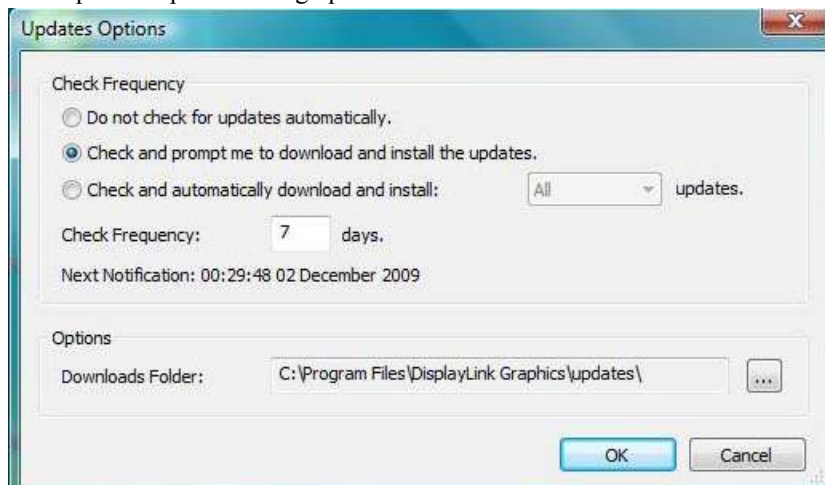 Updates Options
Check Frequency
Do not check for updates automatically.
Check and prompt me to download and install the updates.
Check and automatically download and install: All updates.
Check Frequency: 7 days.
Next Notification: 00:29:48 02 December 2009
Options
Downloads Folder: C:\Program Files\DisplayLink Graphics\updates\ ...
OK Cancel